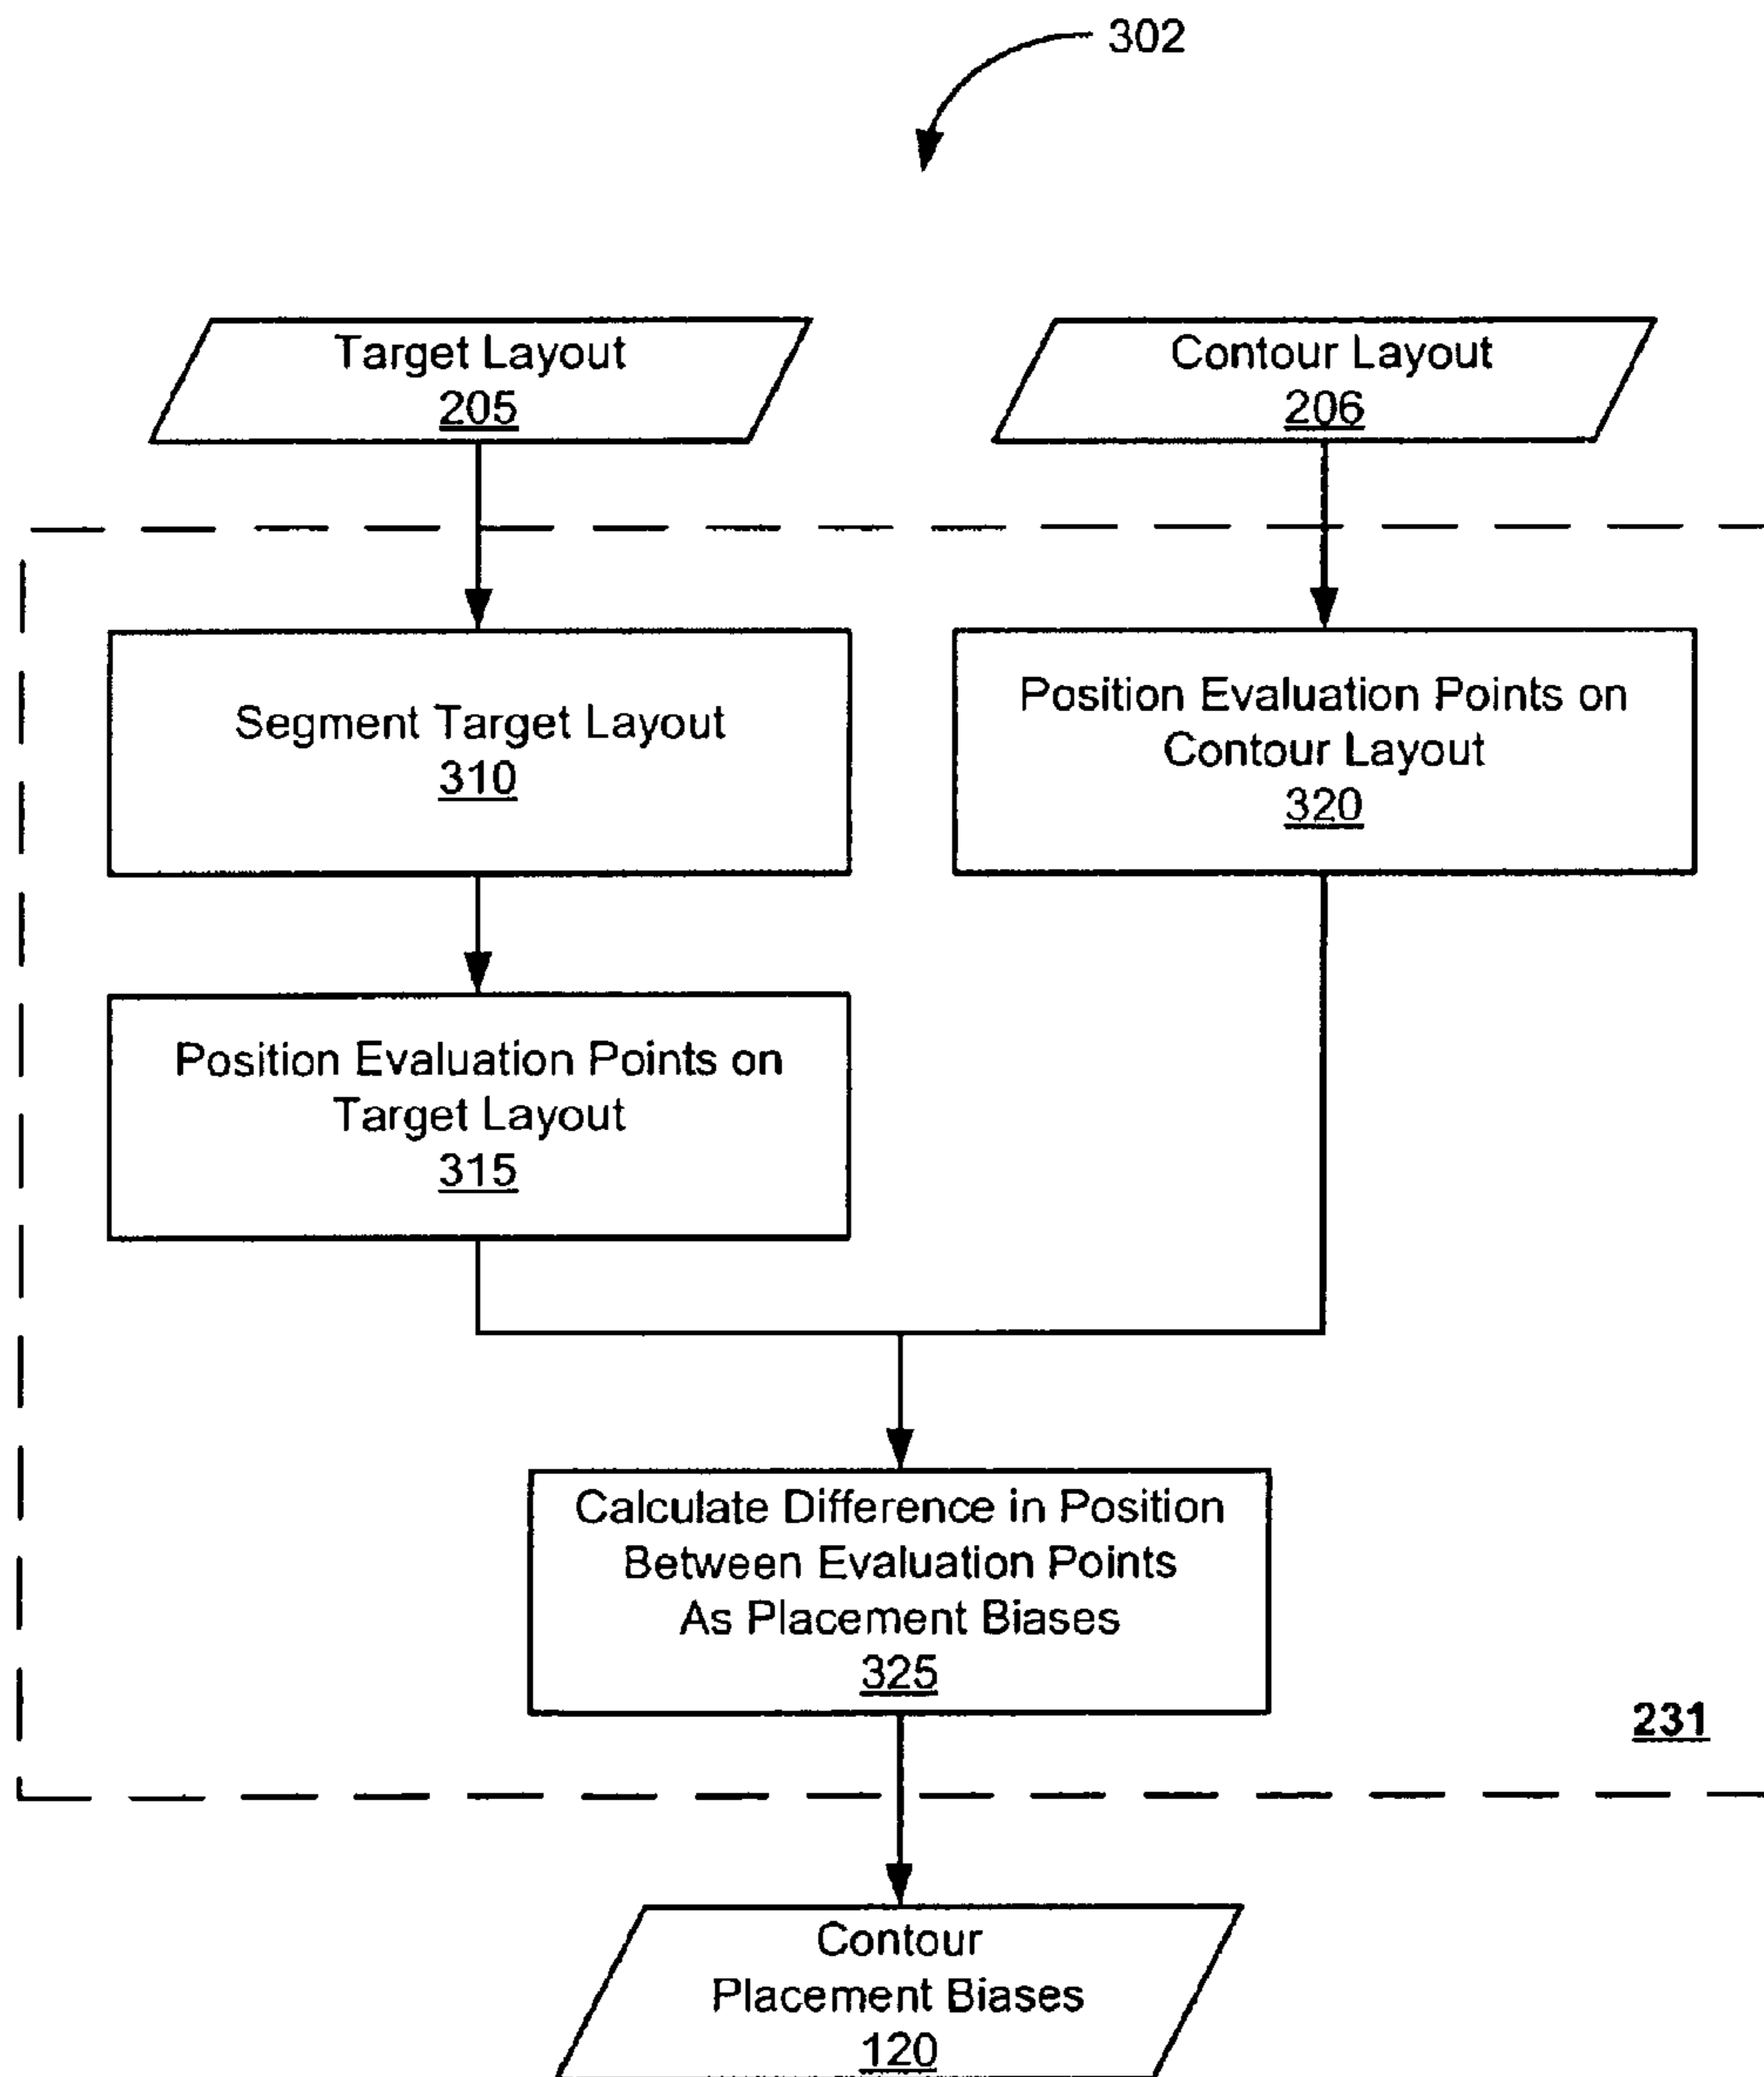 302
Target Layout
205
Contour Layout
206
Segment Target Layout
310
Position Evaluation Points on
Contour Layout
320
Position Evaluation Points on
Target Layout
315
Calculate Difference in Position
Between Evaluation Points
As Placement Biases
325
231
Contour
Placement Biases
120